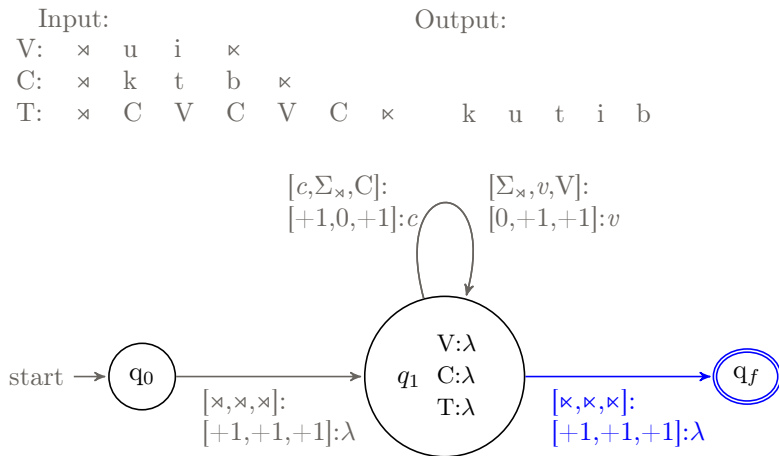 Input: Output:
V: ⋊ u i ⋉
C: ⋊ k t b ⋉
T: ⋊ C V C V C ⋉ k u t i b
[c,Σ⋊,C]: [Σ⋊,v,V]:
[+1,0,+1]:c [0,+1,+1]:v
V:λ
start q0 q1 C:λ qf
T:λ
[⋊,⋊,⋊]: [⋉,⋉,⋉]:
[+1,+1,+1]:λ [+1,+1,+1]:λ